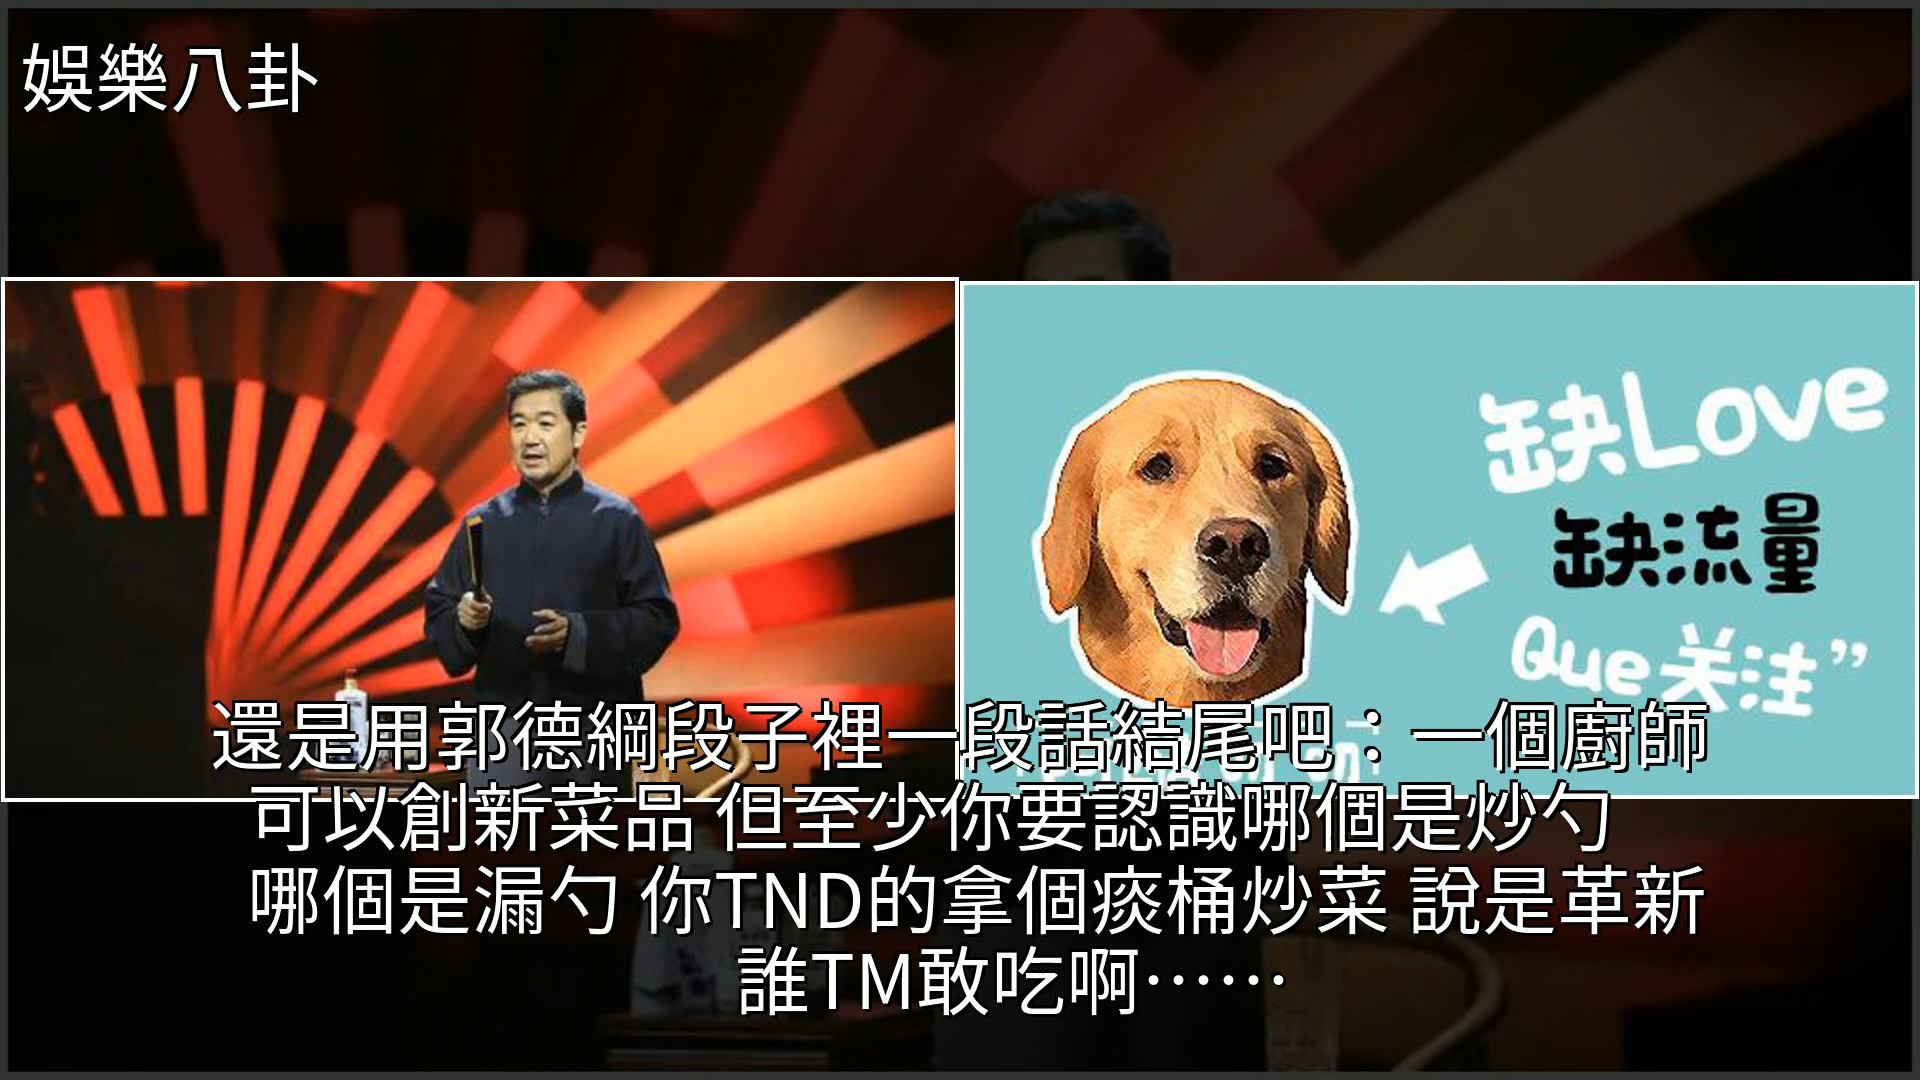 娛樂八卦
缺Love
缺流量
Que关注”
還是用郭德綱段子裡一段話結尾吧：一個廚師
可以創新菜品 但至少你要認識哪個是炒勺
哪個是漏勺 你TND的拿個痰桶炒菜 說是革新
誰TM敢吃啊……